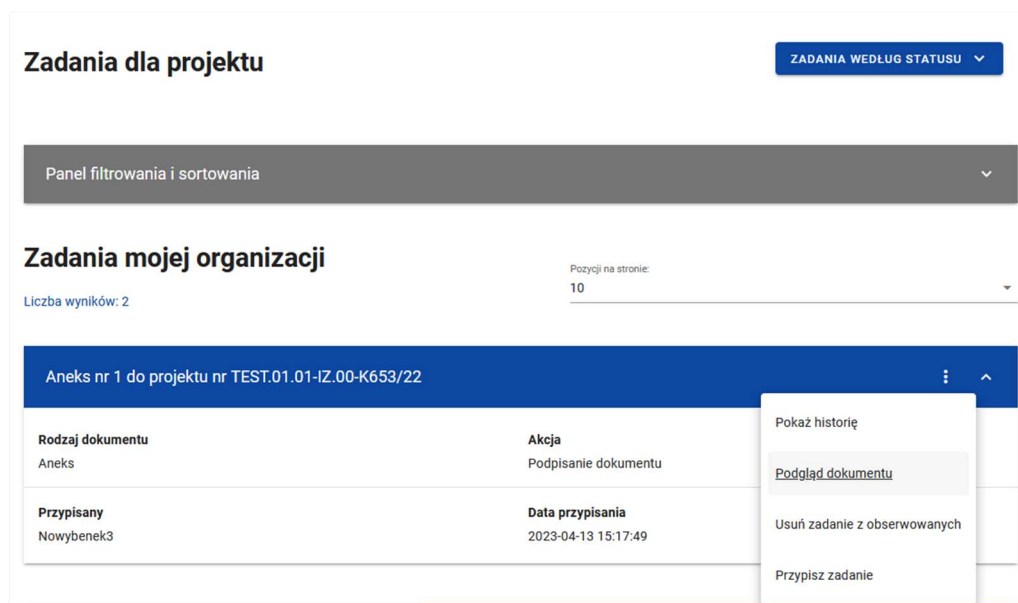 Zadania dla projektu
ZADANIA WEDŁUG STATUSU
Panel filtrowania i sortowania
Zadania mojej organizacji
Pozycji na stronie:
10
Liczba wyników: 2
Aneks nr 1 do projektu nr TEST.01.01-IZ.00-K653/22
Rodzaj dokumentu
Aneks
Akcja
Podpisanie dokumentu
Przypisany
Nowybenek3
Data przypisania
2023-04-13 15:17:49
Pokaż historię
Podgląd dokumentu
Usuń zadanie z obserwowanych
Przypisz zadanie